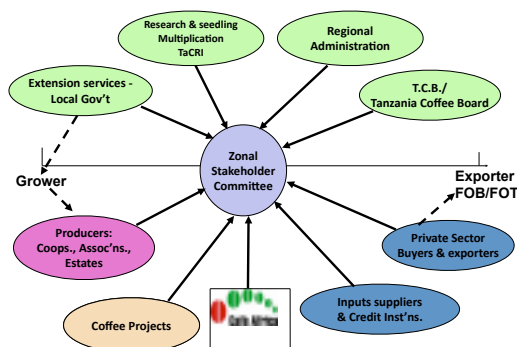 Research & seedling
Multiplication
TaCRI
Regional
Administration
Extension services -
Local Gov't
T.C.B./
Tanzania Coffee Board
Zonal
Stakeholder
Committee
Grower
Exporter
FOB/FOT
Producers:
Coops., Assoc'ns.,
Estates
Private Sector
Buyers & exporters
Coffee Projects
Inputs suppliers
& Credit Inst'ns.